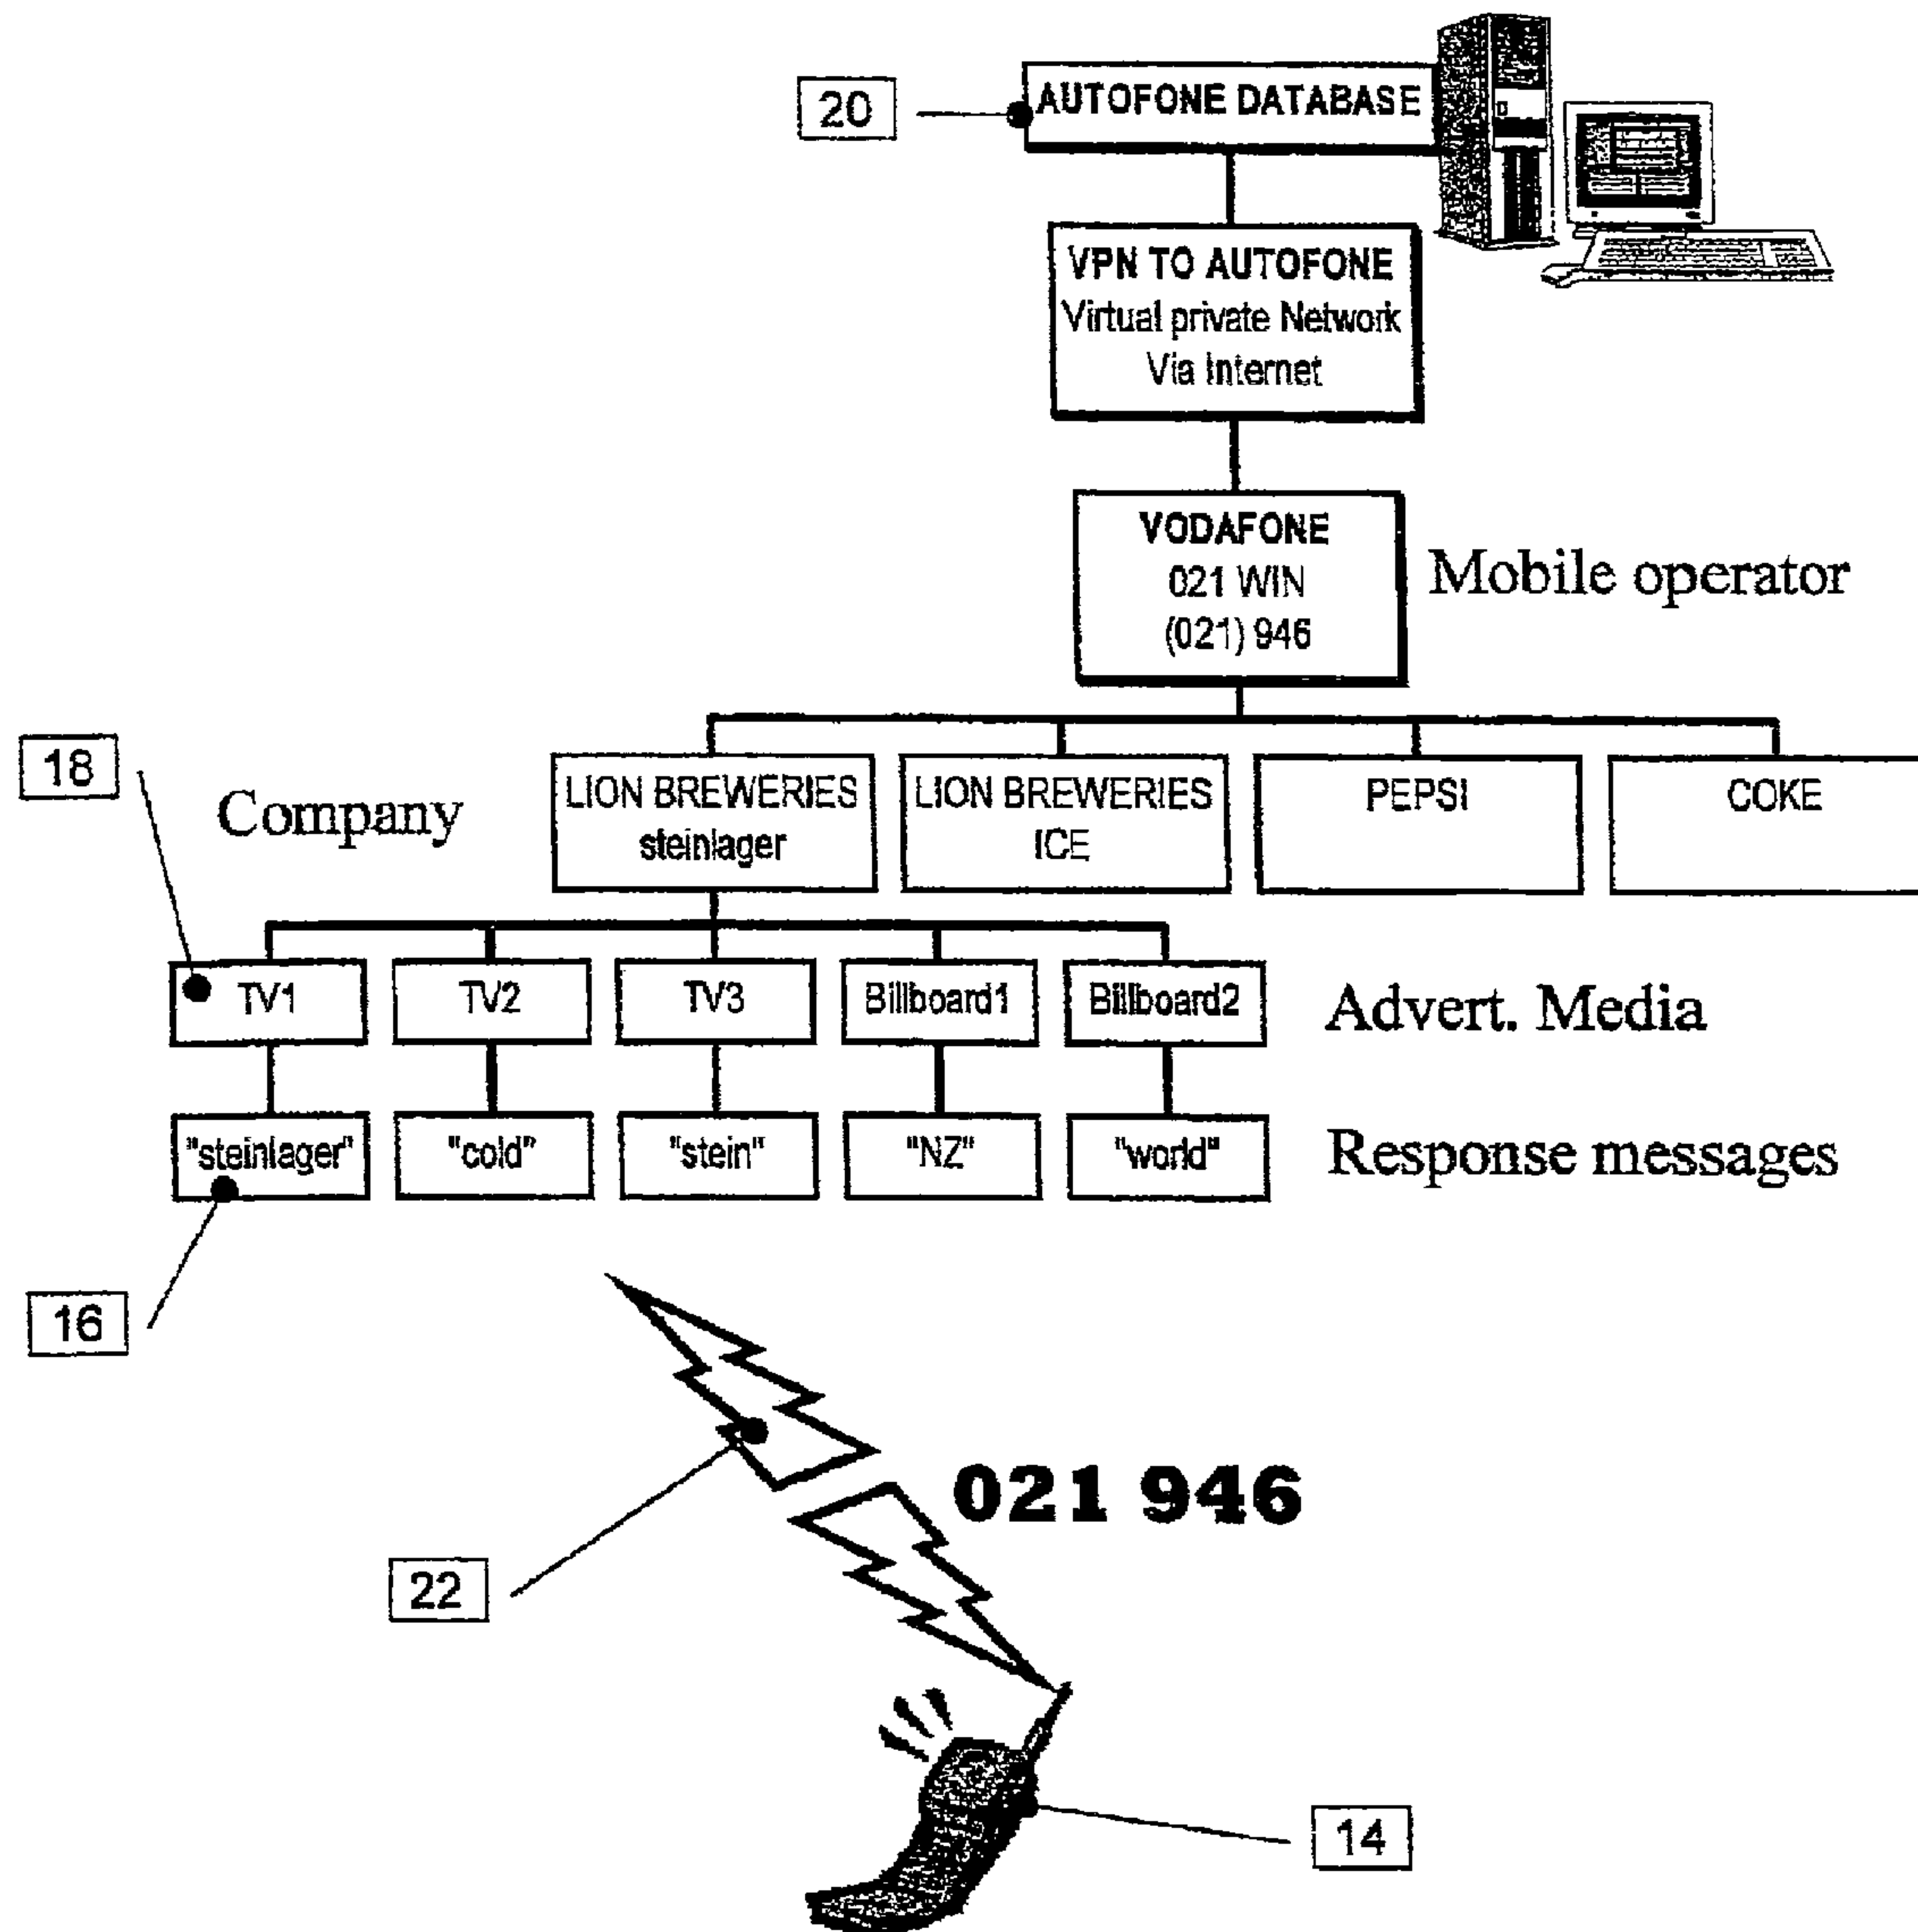 20
AUTOFONE DATABASE
VPN TO AUTOFONE
Virtual private Network
Via Internet
VODAFONE
021 WIN
(021) 946
Mobile operator
18
Company
LION BREWERIES
steinlager
LION BREWERIES
ICE
PEPSI
COKE
TV1
TV2
TV3
Billboard1
Billboard2
Advert. Media
"steinlager"
"cold"
"stein"
"NZ"
"world"
Response messages
16
021 946
22
14